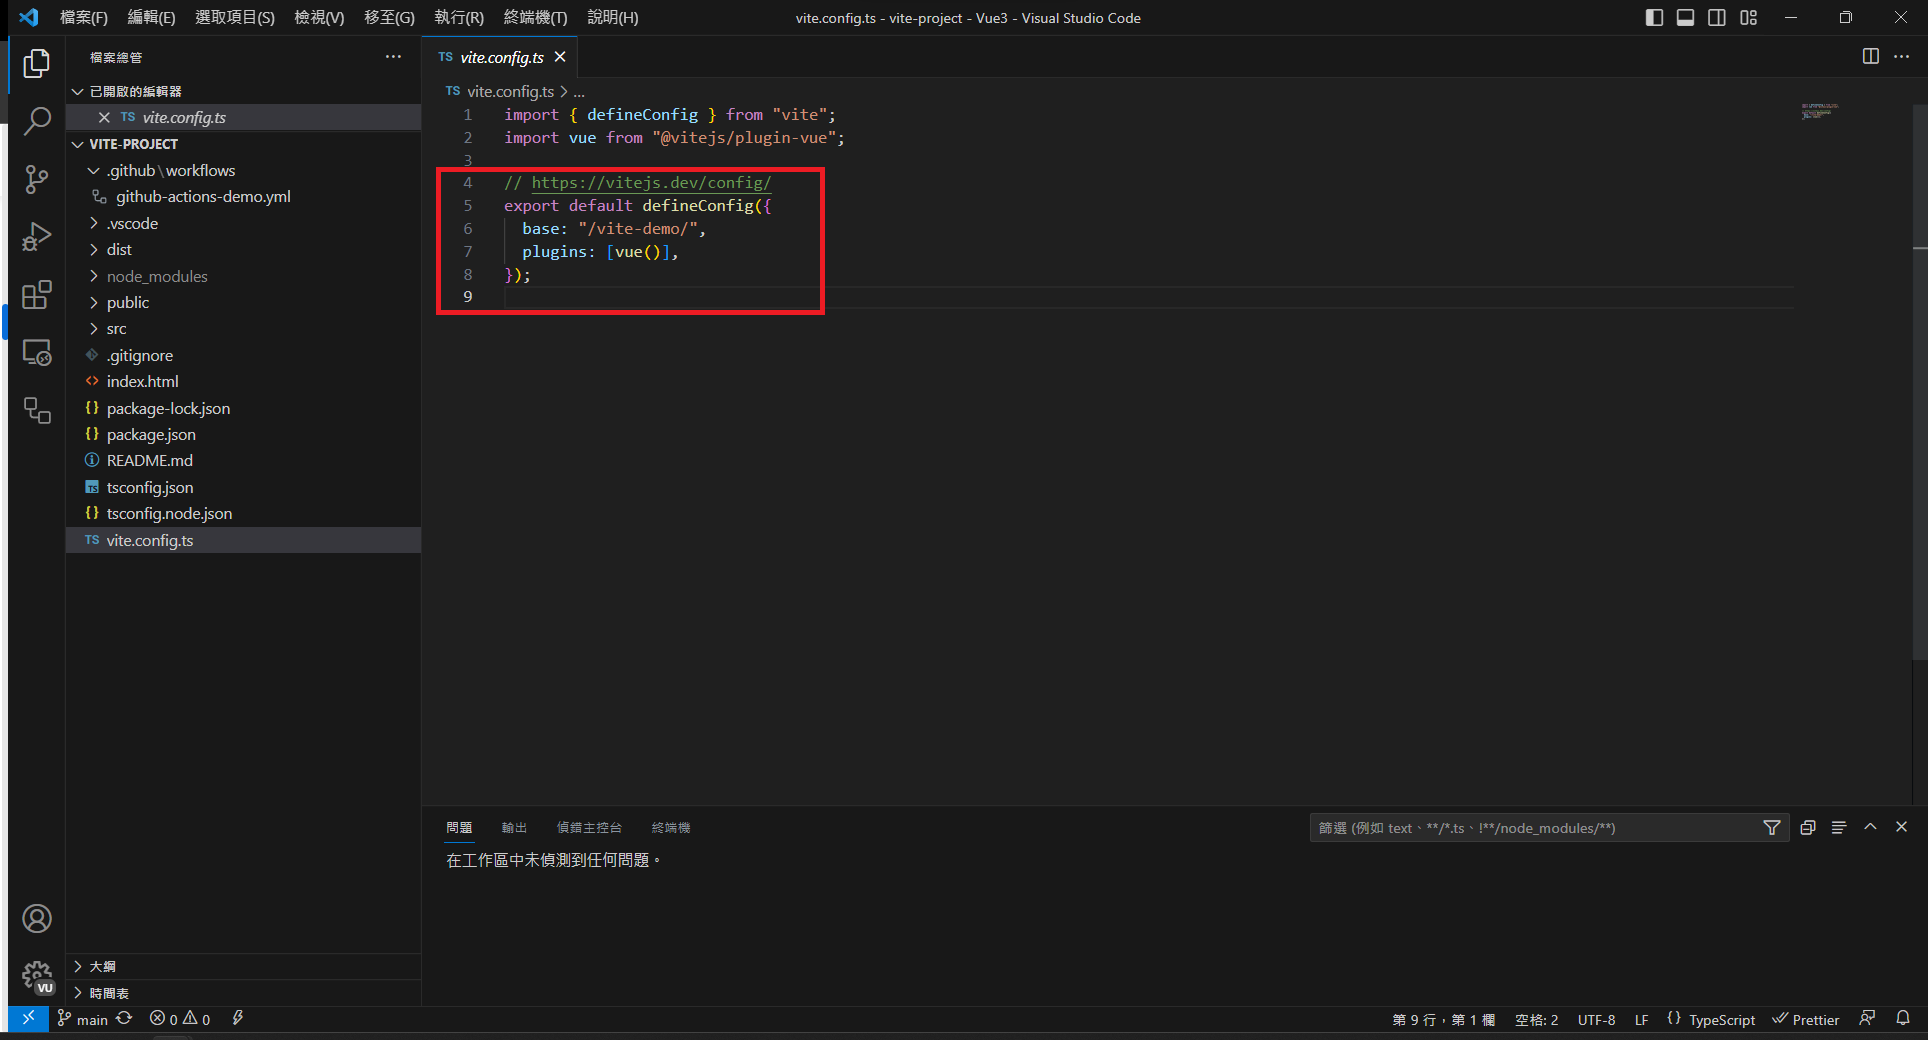 檔案(F) 編輯(E) 選取項目(S) 檢視(V) 移至(G) 執行(R) 終端機(T) 說明(H)
vite.config.ts - vite-project - Vue3 - Visual Studio Code
檔案總管
已開啟的編輯器
TS vite.config.ts
VITE-PROJECT
.github\workflows
github-actions-demo.yml
.vscode
dist
node_modules
public
src
.gitignore
index.html
package-lock.json
package.json
README.md
tsconfig.json
tsconfig.node.json
TS vite.config.ts
大綱
時間表
TS vite.config.ts
TS vite.config.ts > ...
1 import { defineConfig } from "vite";
2 import vue from "@vitejs/plugin-vue";
3
4 // https://vitejs.dev/config/
5 export default defineConfig({
6 base: "/vite-demo/",
7 plugins: [vue()],
8 });
9
問題 輸出 偵錯主控台 終端機
篩選 (例如 text、**/*.ts、!**/node_modules/**)
在工作區中未偵測到任何問題。
VU
main 0 0
第 9 行，第 1 欄 空格: 2 UTF-8 LF {} TypeScript Prettier